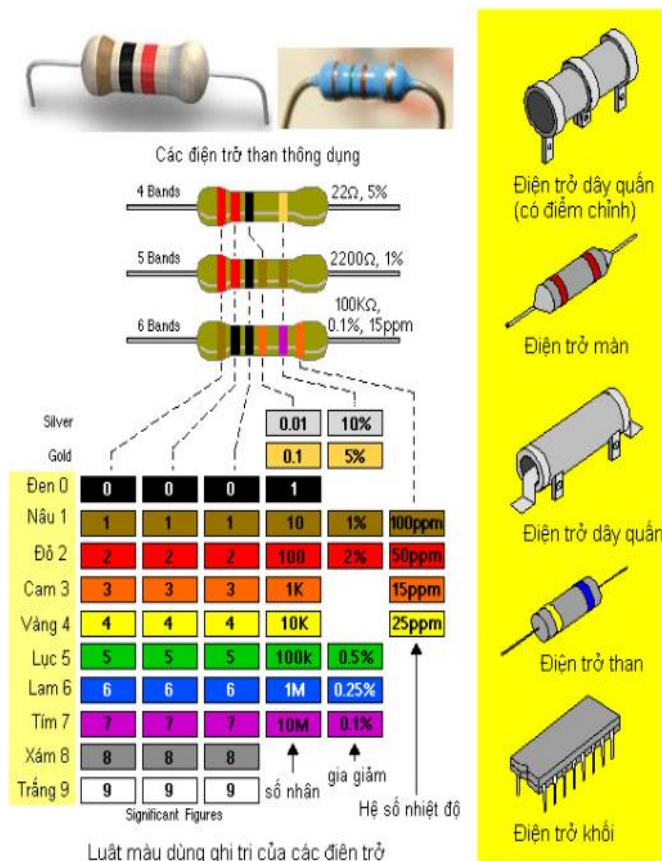 Các điện trở than thông dụng
4 Bands
22Ω, 5%
5 Bands
2200Ω, 1%
6 Bands
100KΩ,
0.1%, 15ppm
Silver 0.01 10%
Gold 0.1 5%
Đen 0 0 0 0 1
Nâu 1 1 1 1 10 1% 100ppm
Đỏ 2 2 2 2 100 2% 50ppm
Cam 3 3 3 3 1K 15ppm
Vàng 4 4 4 4 10K 25ppm
Lục 5 5 5 5 100k 0.5%
Lam 6 6 6 6 1M 0.25%
Tím 7 7 7 7 10M 0.1%
Xám 8 8 8 8
Trắng 9 9 9 9
Significant Figures
số nhân
gia giảm
Hệ số nhiệt độ
Luật màu dùng ghi trị của các điện trở
Điện trở dây quấn
(có điểm chỉnh)
Điện trở màn
Điện trở dây quấn
Điện trở than
Điện trở khối